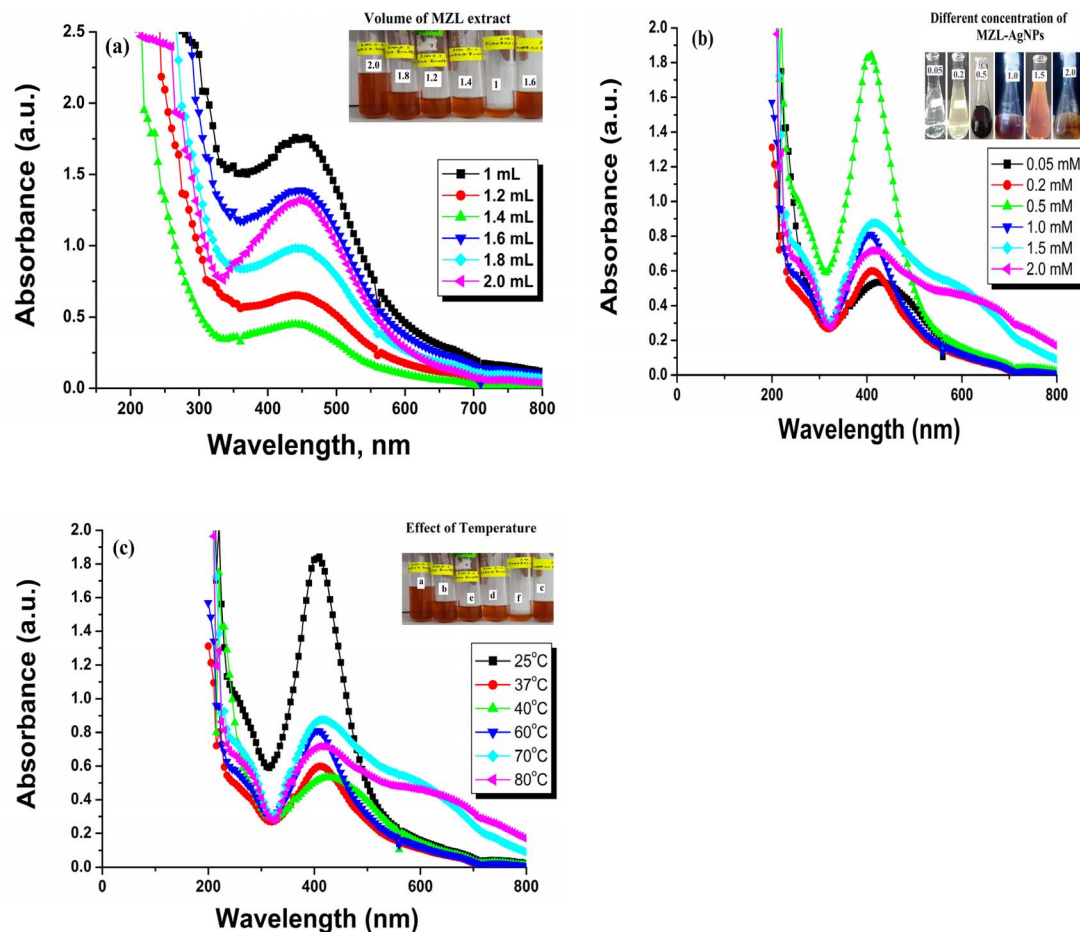 (a)
Volume of MZL extract
2.0
1.8
1.2
1.4
1
1.6
2.5
2.0
1.5
1.0
0.5
0.0
Absorbance (a.u.)
1 mL
1.2 mL
1.4 mL
1.6 mL
1.8 mL
2.0 mL
200 300 400 500 600 700 800
Wavelength, nm
(b)
Different concentration of
MZL-AgNPs
0.05 0.2 0.5 1.0 1.5 2.0
2.0
1.8
1.6
1.4
1.2
1.0
0.8
0.6
0.4
0.2
0.0
Absorbance (a.u.)
0.05 mM
0.2 mM
0.5 mM
1.0 mM
1.5 mM
2.0 mM
0 200 400 600 800
Wavelength (nm)
(c)
Effect of Temperature
a
b
c
d
f
c
2.0
1.8
1.6
1.4
1.2
1.0
0.8
0.6
0.4
0.2
0.0
Absorbance (a.u.)
25°C
37°C
40°C
60°C
70°C
80°C
0 200 400 600 800
Wavelength (nm)